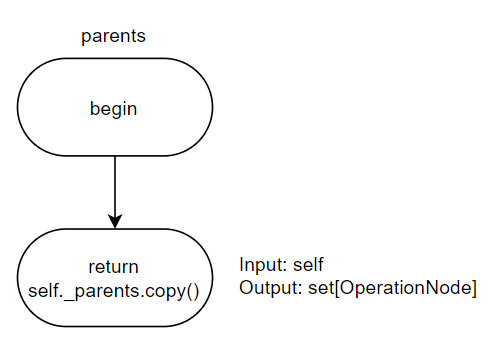 parents
begin
return
self._parents.copy()
Input: self
Output: set[OperationNode]